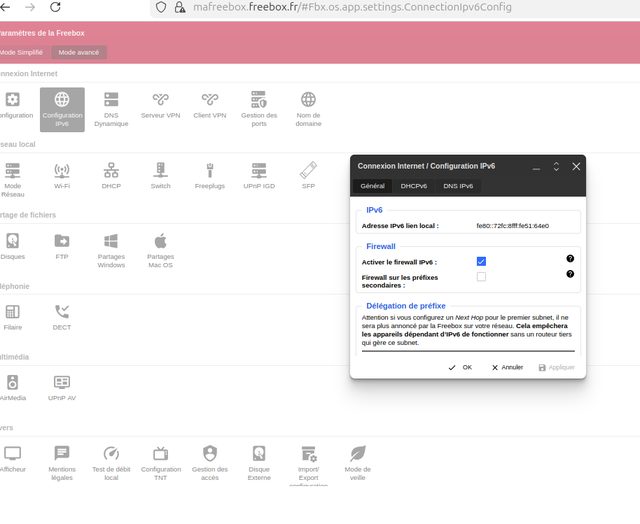 mafreebox.freebox.fr/#Fbx.os.app.settings.ConnectionIpv6Config
aramètres de la Freebox
Mode Simplifié Mode avancé
nnexion Internet
onfiguration
Configuration
IPv6
DNS
Dynamique
Serveur VPN
Client VPN
Gestion des
ports
Nom de
domaine
seau local
Mode
Réseau
Wi-Fi
DHCP
Switch
Freeplugs
UPnP IGD
SFP
rtage de fichiers
Disques
FTP
Partages
Windows
Partages
Mac OS
léphonie
Filaire
DECT
ultimédia
AirMedia
UPnP AV
vers
Afficheur
Mentions
légales
Test de débit
local
Configuration
TNT
Gestion des
accès
Disque
Externe
Import/
Export
configuration
Mode de
veille
Connexion Internet / Configuration IPv6
Général DHCPv6 DNS IPv6
IPv6
Adresse IPv6 lien local : fe80::72fc:8fff:fe51:64e0
Firewall
Activer le firewall IPv6 :
Firewall sur les préfixes
secondaires :
Délégation de préfixe
Attention si vous configurez un Next Hop pour le premier subnet, il ne
sera plus annoncé par la Freebox sur votre réseau. Cela empêchera
les appareils dépendant d'IPv6 de fonctionner sans un routeur tiers
qui gère ce subnet.
OK Annuler Appliquer